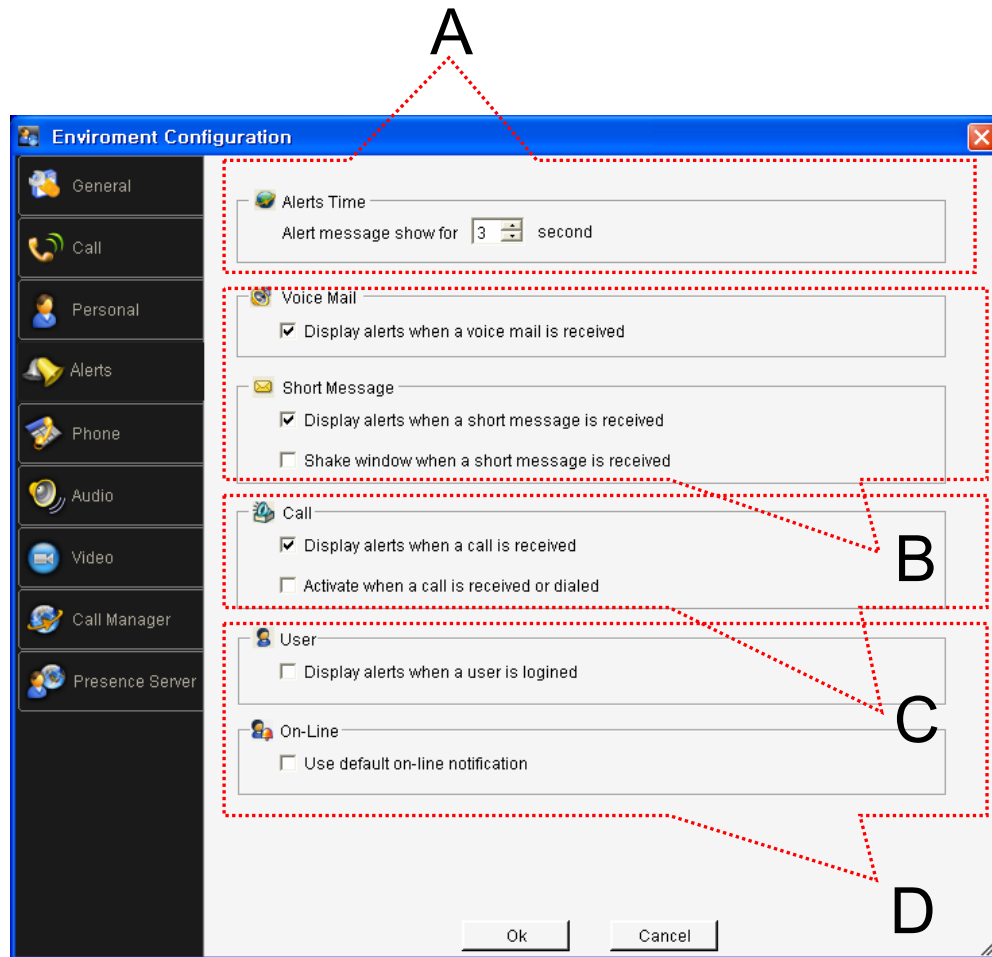 A
Enviroment Configuration
General
Call
Personal
Alerts
Phone
Audio
Video
Call Manager
Presence Server
Alerts Time
Alert message show for 3 second
Voice Mail
Display alerts when a voice mail is received
Short Message
Display alerts when a short message is received
Shake window when a short message is received
B
Call
Display alerts when a call is received
Activate when a call is received or dialed
C
User
Display alerts when a user is logined
On-Line
Use default on-line notification
D
Ok Cancel